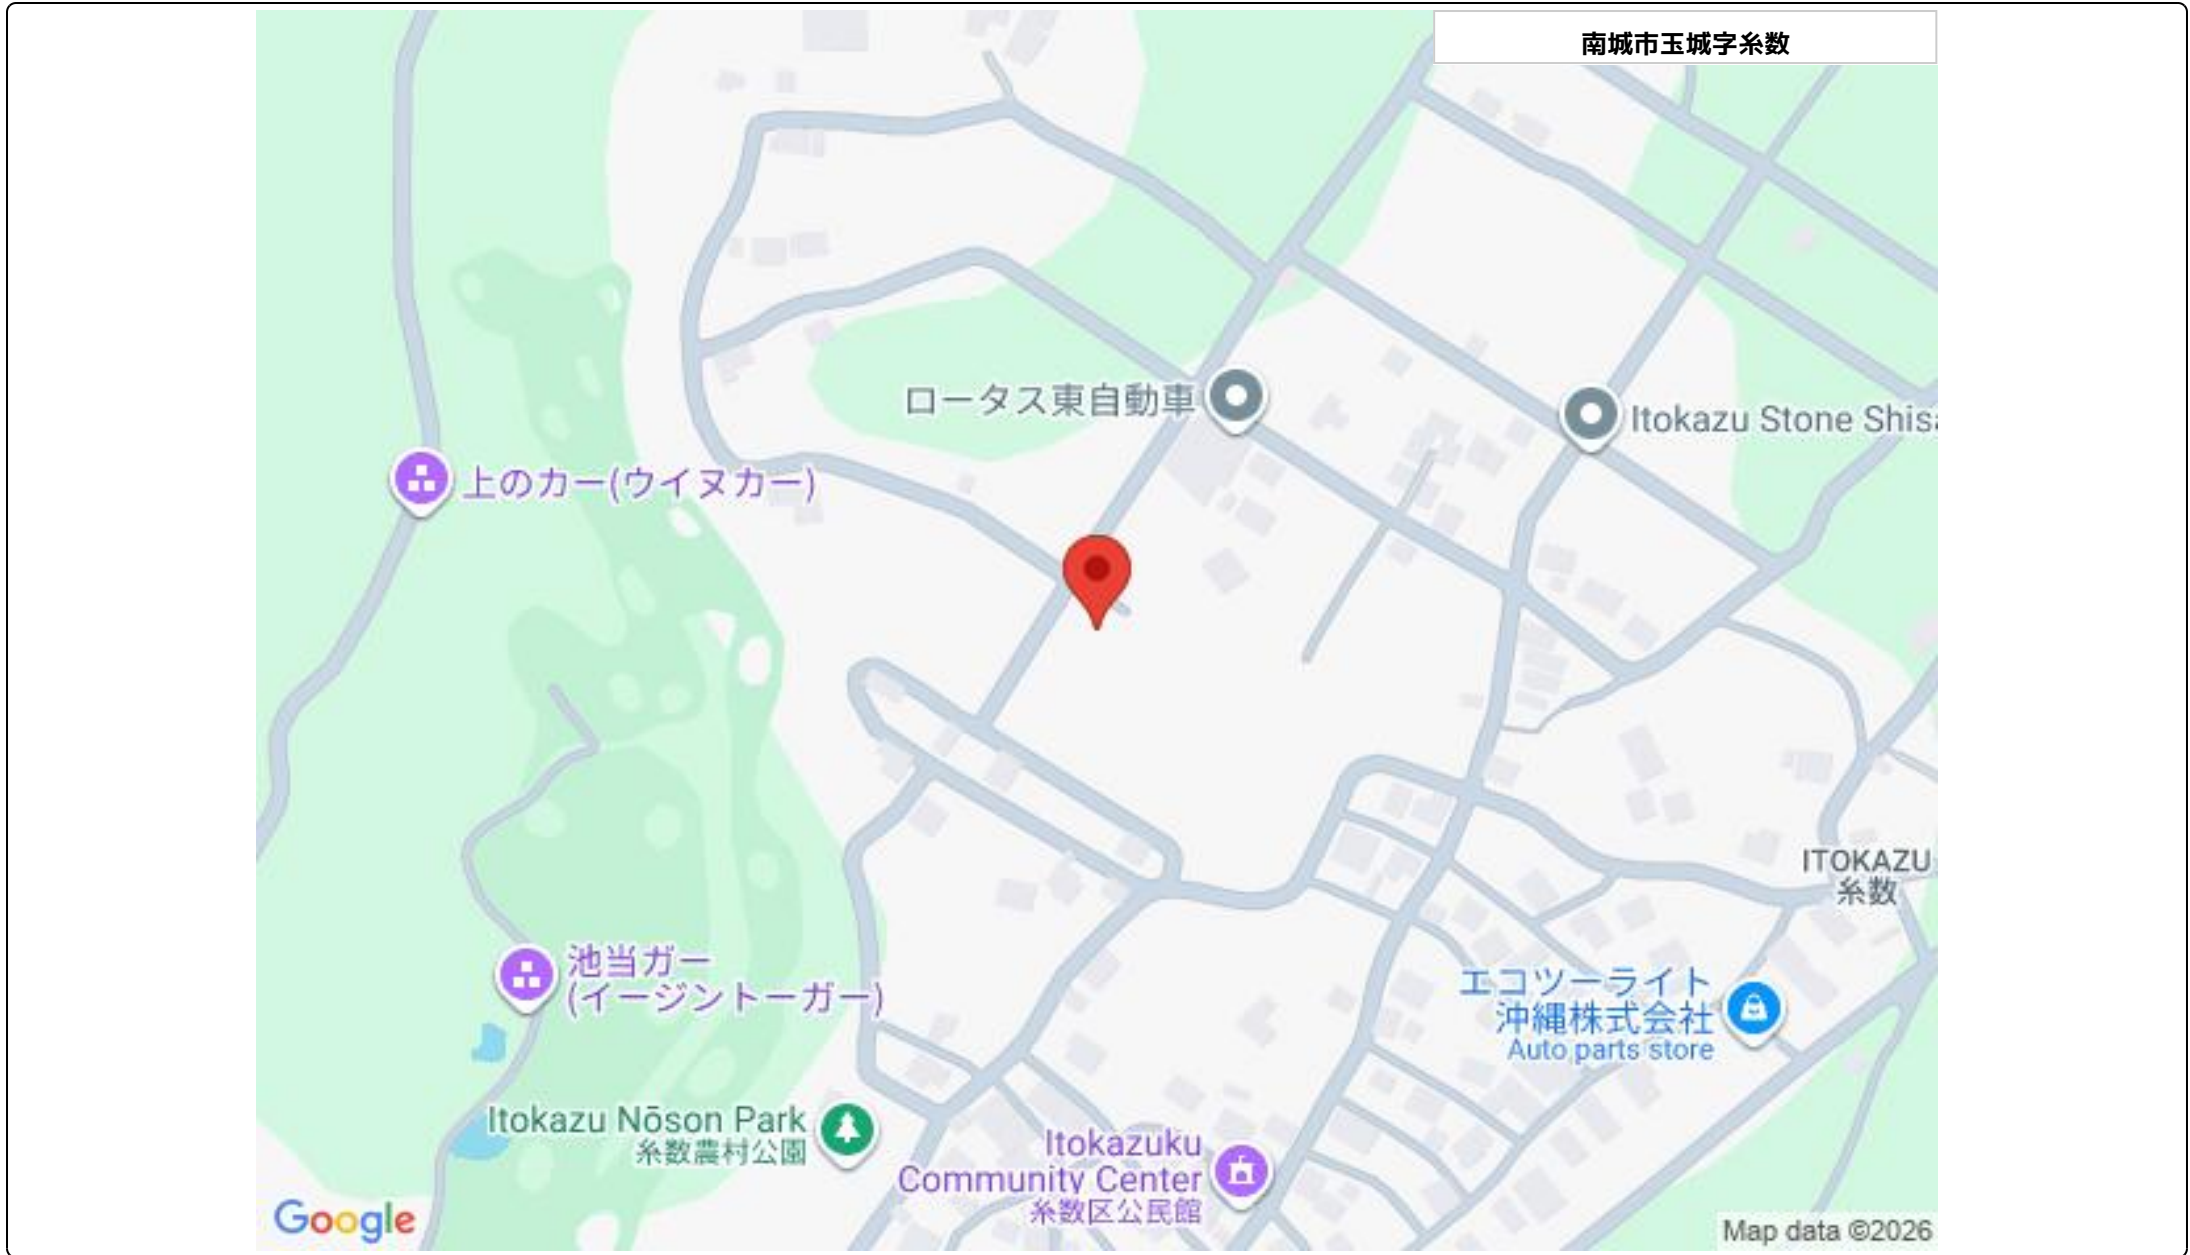 南城市玉城字糸数
ロータス東自動車
Itokazu Stone
上のカー(ウイヌカー)
ITOKAZU
糸数
池当ガー
(イージントーガー)
エコツーライト
沖縄株式会社
Auto parts store
Itokazu Nōson Park
糸数農村公園
Itokazuku
Community Center
糸数区公民館
Google
Map data ©2026